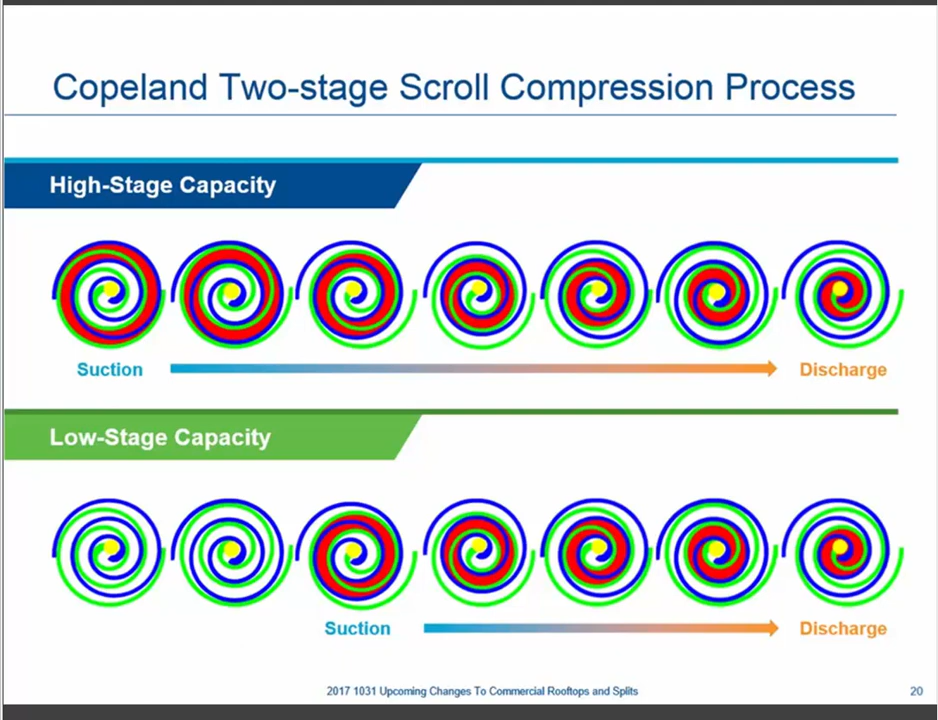 Copeland Two-stage Scroll Compression Process
High-Stage Capacity
Suction
Discharge
Low-Stage Capacity
Suction
Discharge
2017 1031 Upcoming Changes To Commercial Rooftops and Splits
20